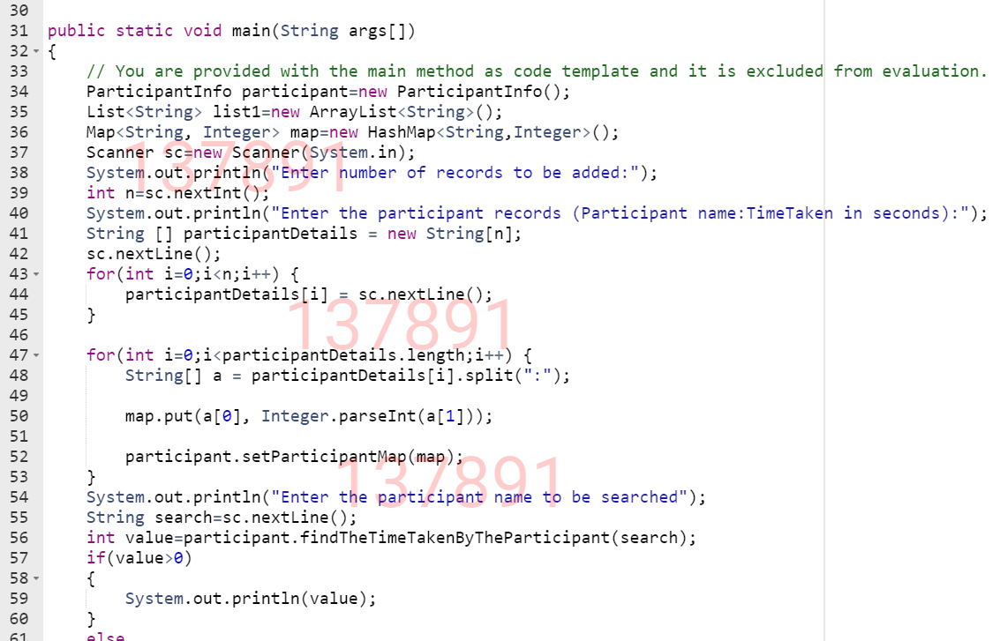 30
31 public static void main(String args[])
32 {
33 // You are provided with the main method as code template and it is excluded from evaluation.
34 ParticipantInfo participant=new ParticipantInfo();
35 List<String> list1=new ArrayList<String>();
36 Map<String, Integer> map=new HashMap<String,Integer>();
37 Scanner sc=new Scanner(System.in);
38 System.out.println("Enter number of records to be added:");
39 int n=sc.nextInt();
40 System.out.println("Enter the participant records (Participant name:TimeTaken in seconds):");
41 String [] participantDetails = new String[n];
42 sc.nextLine();
43 for(int i=0;i<n;i++) {
44 participantDetails[i] = sc.nextLine();
45 }
46
47 for(int i=0;i<participantDetails.length;i++) {
48 String[] a = participantDetails[i].split(":");
49
50 map.put(a[0], Integer.parseInt(a[1]));
51
52 participant.setParticipantMap(map);
53 }
54 System.out.println("Enter the participant name to be searched");
55 String search=sc.nextLine();
56 int value=participant.findTheTimeTakenByTheParticipant(search);
57 if(value>0)
58 {
59 System.out.println(value);
60 }
61 else
137891
137891
137891